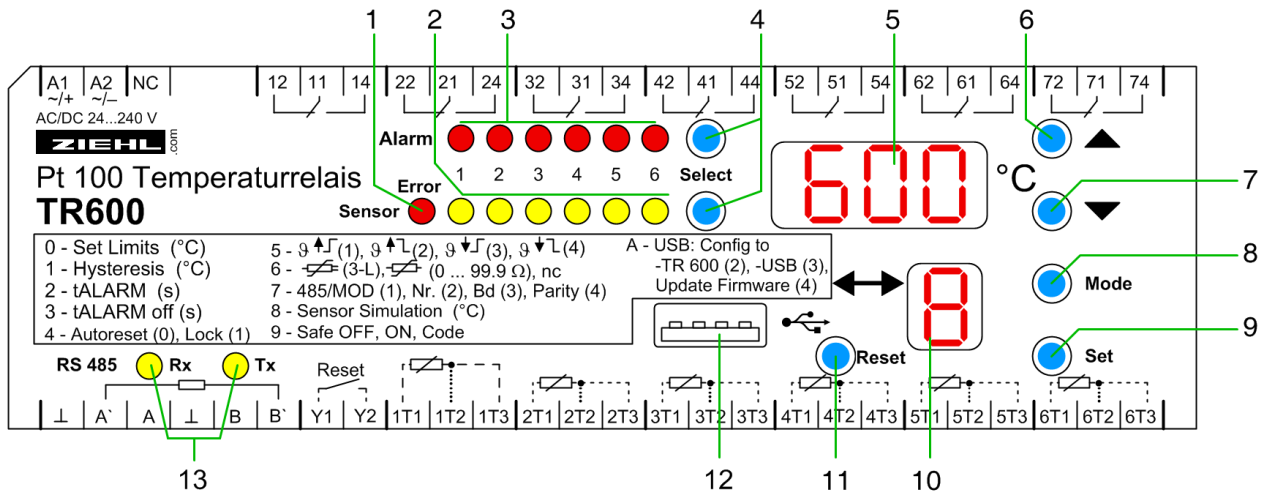 1 2 3 4 5 6
A1 A2 NC 12 11 14 22 21 24 32 31 34 42 41 44 52 51 54 62 61 64 72 71 74
~/+ ~/–
AC/DC 24...240 V
ZIEHL .com
Alarm
Pt 100 Temperaturrelais
1 2 3 4 5 6
Select
600 °C
Error
TR600
Sensor
7
0 - Set Limits (°C)
1 - Hysteresis (°C)
2 - tALARM (s)
3 - tALARM off (s)
4 - Autoreset (0), Lock (1)
5 - ϑ (1), ϑ (2), ϑ (3), ϑ (4)
6 - (3-L), (0 ... 99.9 Ω), nc
7 - 485/MOD (1), Nr. (2), Bd (3), Parity (4)
8 - Sensor Simulation (°C)
9 - Safe OFF, ON, Code
A - USB: Config to
-TR 600 (2), -USB (3),
Update Firmware (4)
8
Mode
8
9
Set
Reset
RS 485 Rx Tx
Reset
⊥ A` A ⊥ B B` Y1 Y2 1T1 1T2 1T3 2T1 2T2 2T3 3T1 3T2 3T3 4T1 4T2 4T3 5T1 5T2 5T3 6T1 6T2 6T3
13 12 11 10